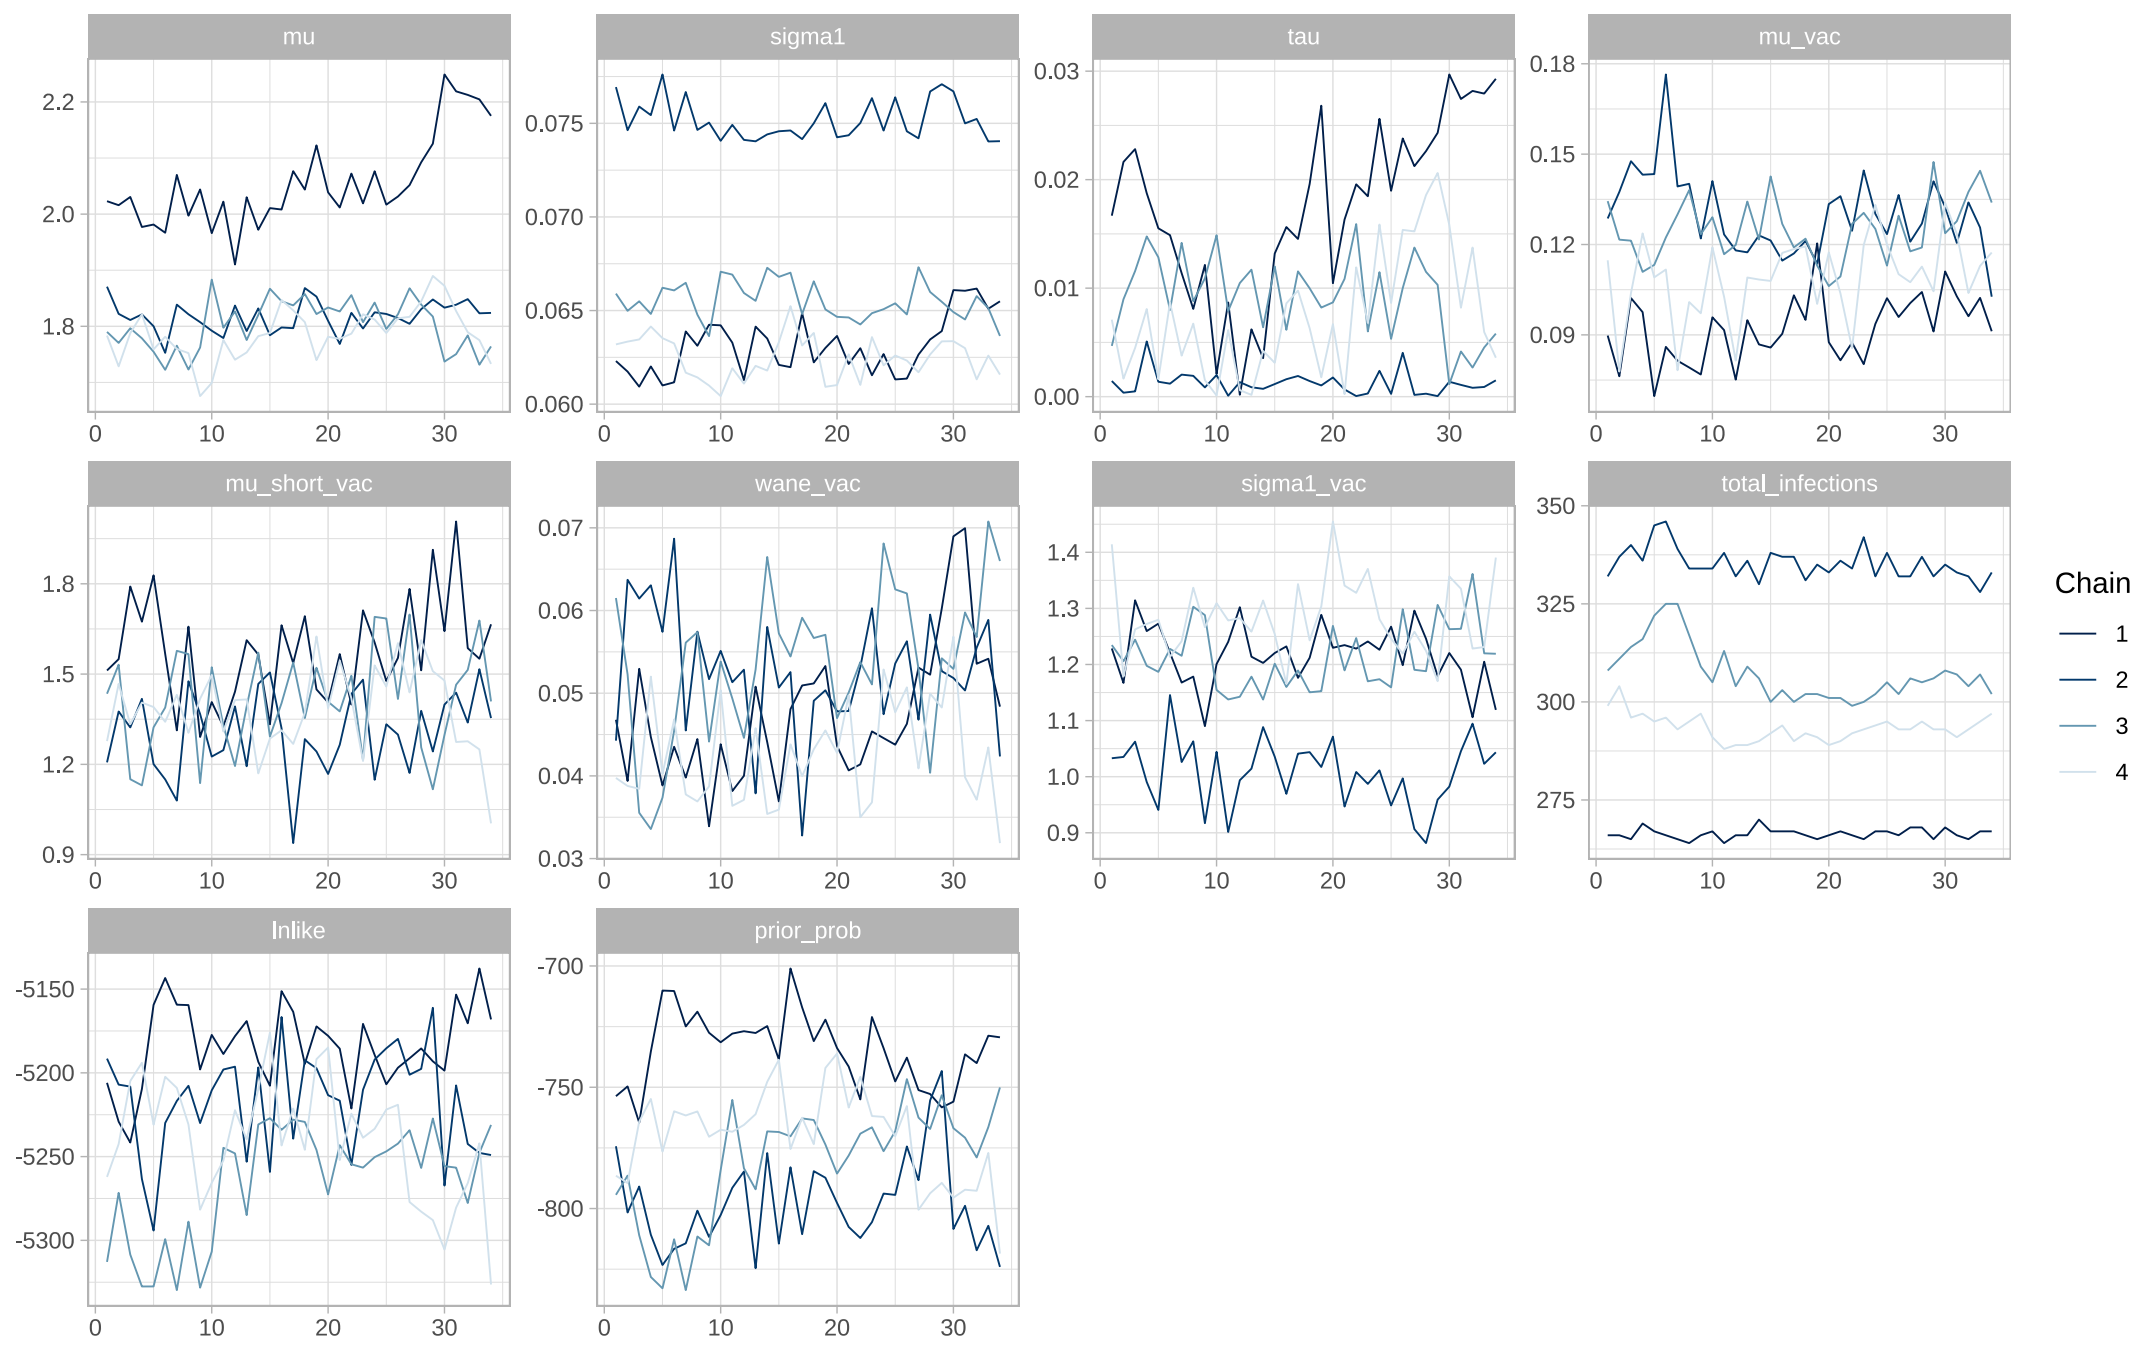 mu
sigma1
tau
mu_vac
2.2
2.0
1.8
0.075
0.070
0.065
0.060
0.03
0.02
0.01
0.00
0.18
0.15
0.12
0.09
0 10 20 30
0 10 20 30
0 10 20 30
0 10 20 30
mu_short_vac
wane_vac
sigma1_vac
total_infections
1.8
1.5
1.2
0.9
0.07
0.06
0.05
0.04
0.03
1.4
1.3
1.2
1.1
1.0
0.9
350
325
300
275
0 10 20 30
0 10 20 30
0 10 20 30
0 10 20 30
Chain
1
2
3
4
lnlike
prior_prob
-5150
-5200
-5250
-5300
-700
-750
-800
0 10 20 30
0 10 20 30